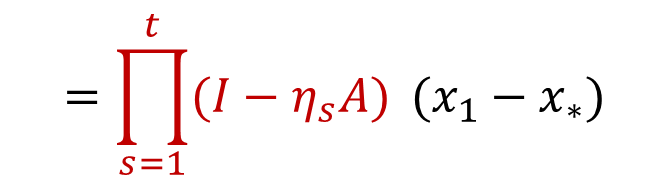 = ∏_{s=1}^{t} (I − η_s A) (x_1 − x_*)